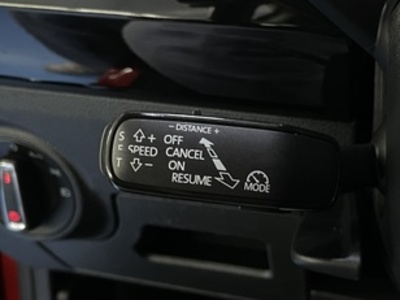 - DISTANCE +
S + OFF
E SPEED CANCEL
T - ON
RESUME
MODE